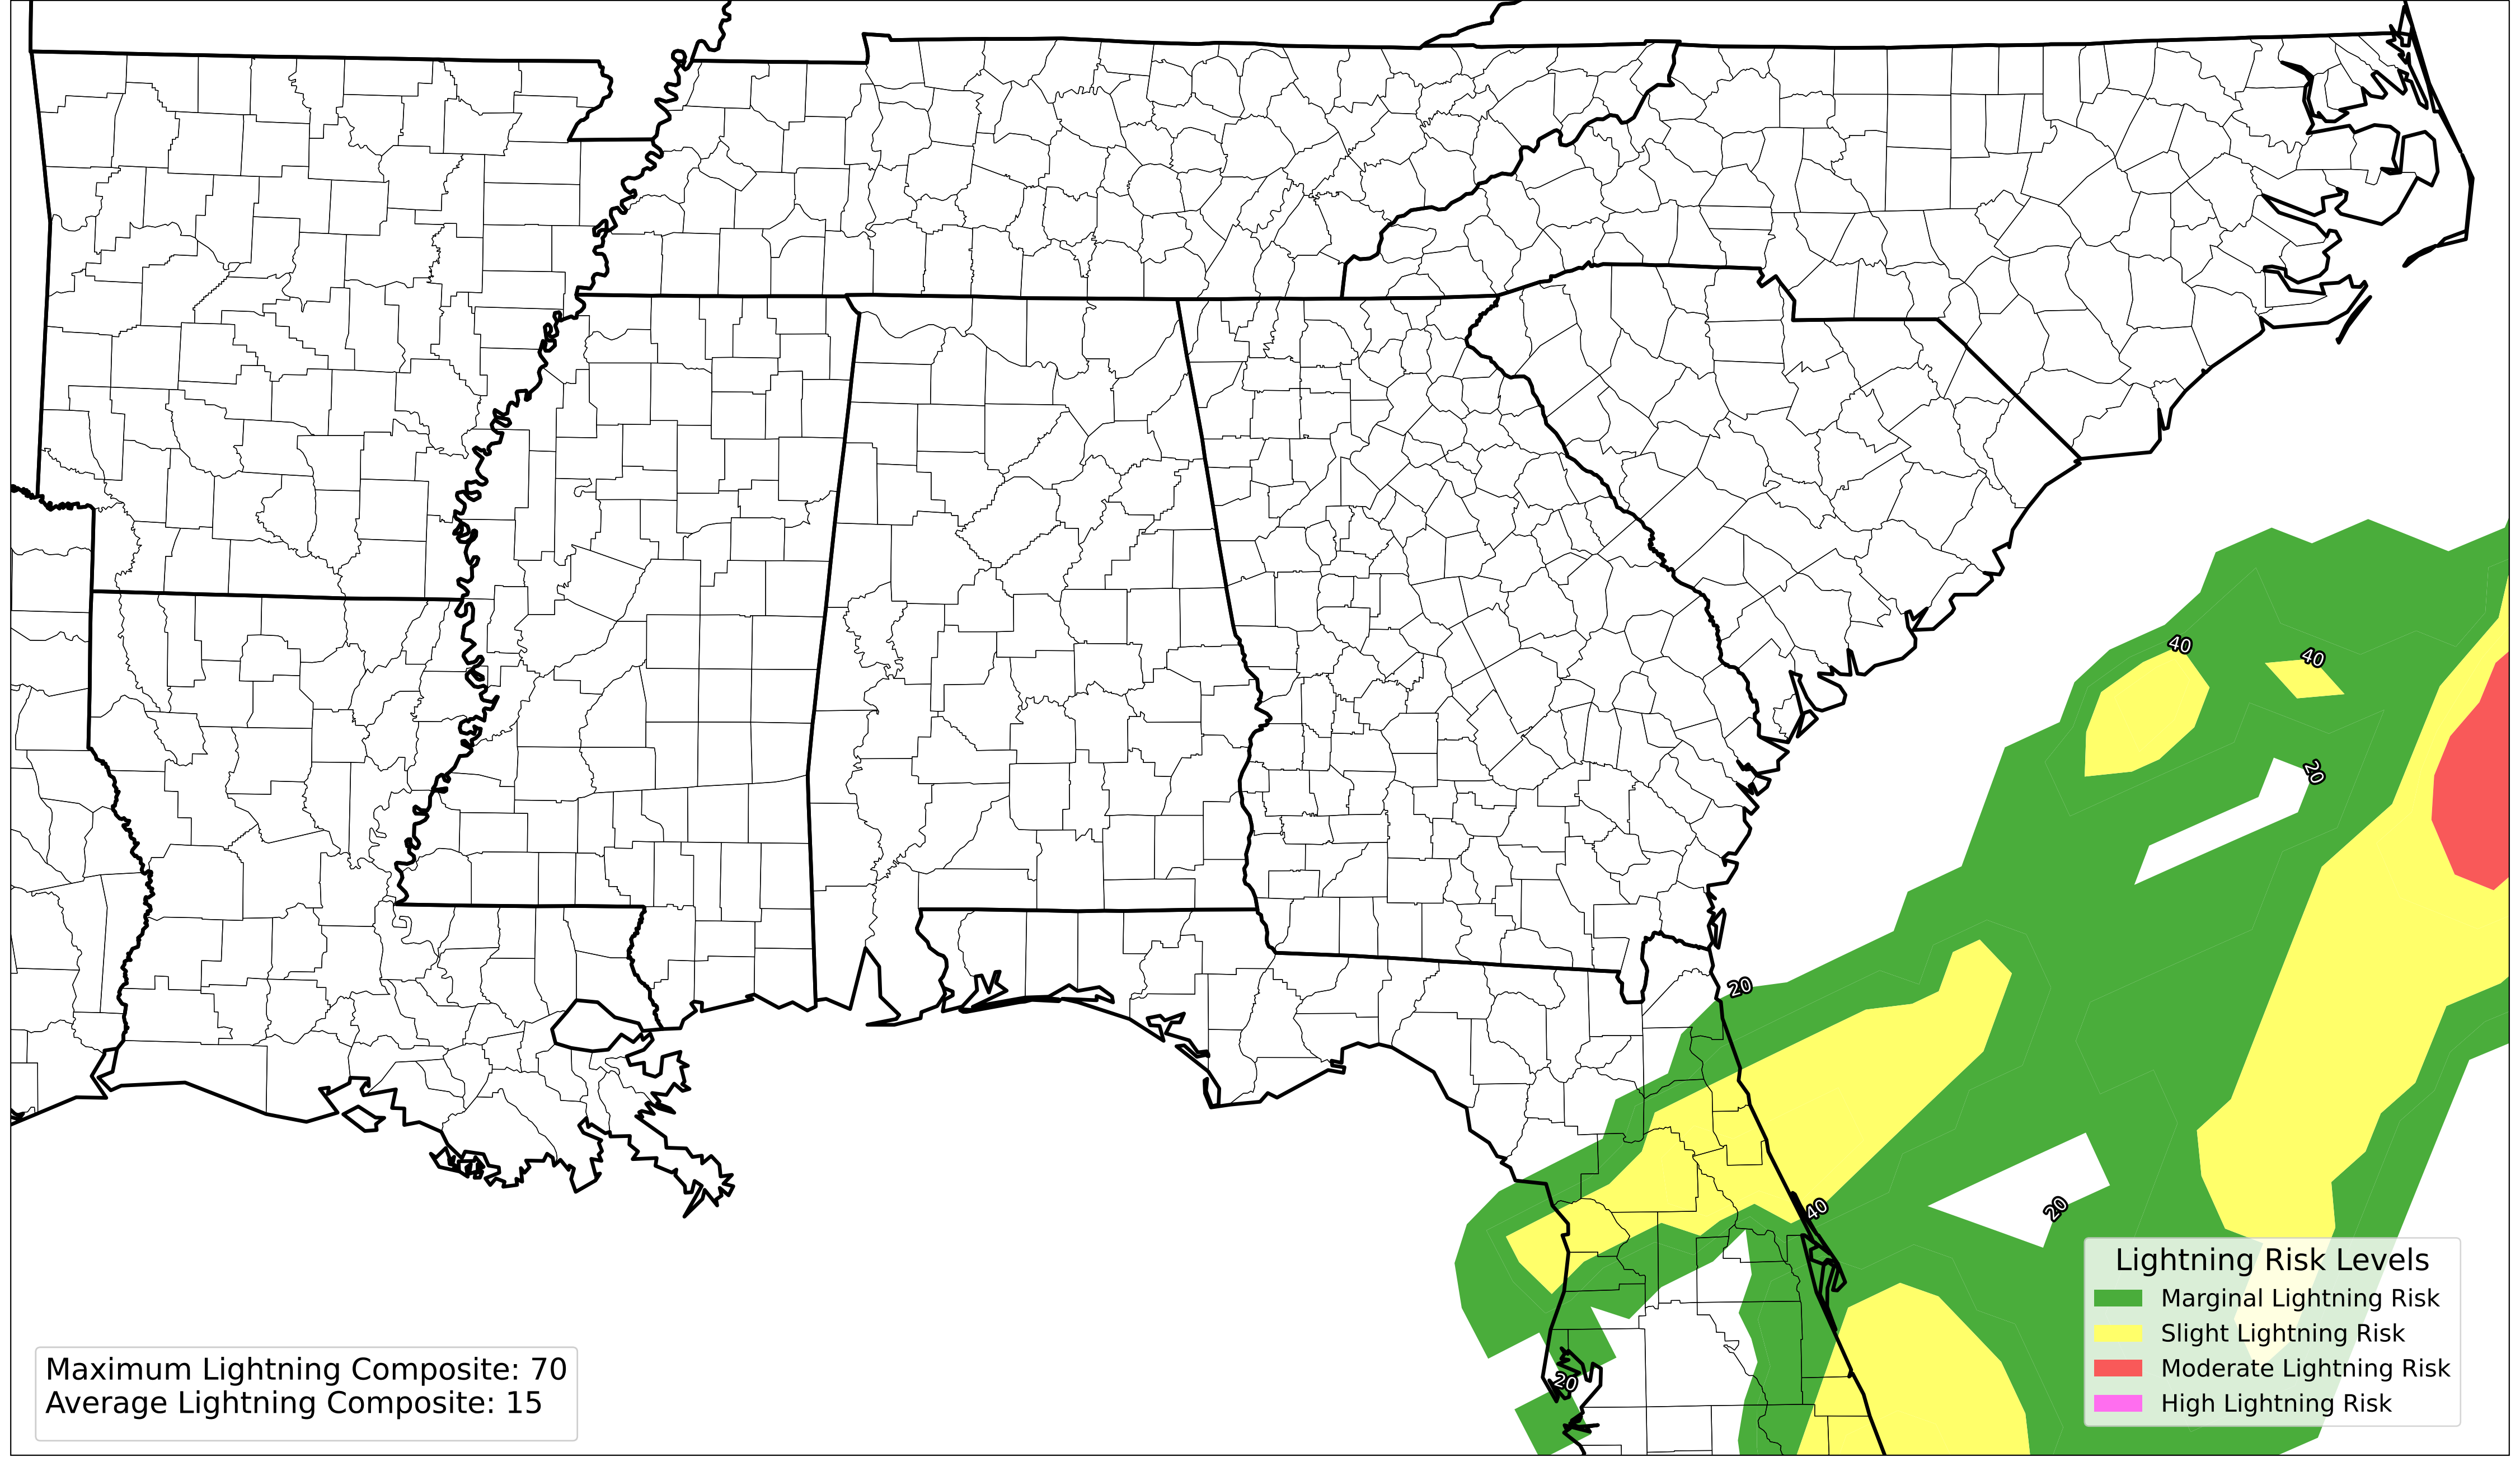 40
40
20
20
40
20
20
Lightning Risk Levels
Marginal Lightning Risk
Slight Lightning Risk
Moderate Lightning Risk
High Lightning Risk
Maximum Lightning Composite: 70
Average Lightning Composite: 15